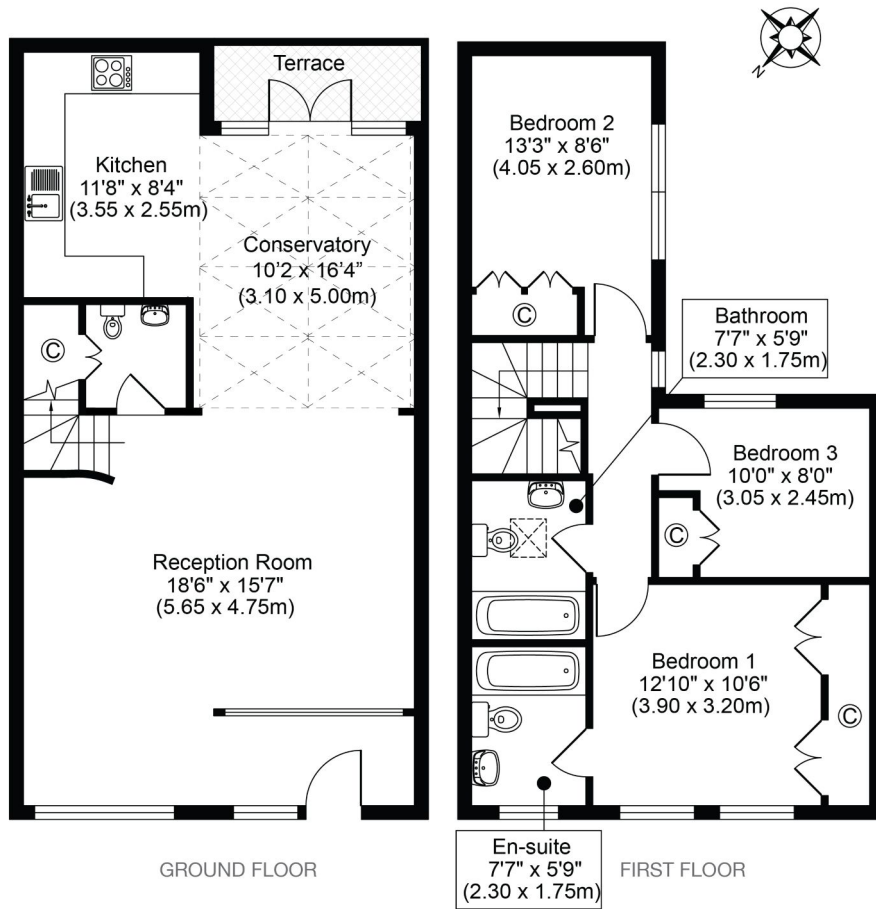 Terrace
Kitchen
11'8" x 8'4"
(3.55 x 2.55m)
Conservatory
10'2 x 16'4"
(3.10 x 5.00m)
C
Reception Room
18'6" x 15'7"
(5.65 x 4.75m)
GROUND FLOOR
N
Bedroom 2
13'3" x 8'6"
(4.05 x 2.60m)
C
Bathroom
7'7" x 5'9"
(2.30 x 1.75m)
Bedroom 3
10'0" x 8'0"
(3.05 x 2.45m)
C
Bedroom 1
12'10" x 10'6"
(3.90 x 3.20m)
C
En-suite
7'7" x 5'9"
(2.30 x 1.75m)
FIRST FLOOR